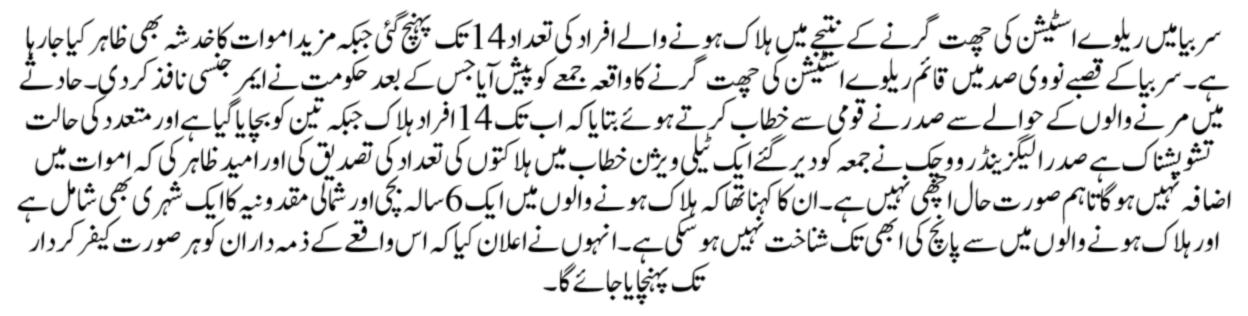 سربیا میں ریلوے اسٹیشن کی چھت گرنے کے نتیجے میں ہلاک ہونے والے افراد کی تعداد 14 تک پہنچ گئی جبکہ مزید اموات کا خدشہ بھی ظاہر کیا جارہا
ہے۔ سربیا کے قصبے نووی صد میں قائم ریلوے اسٹیشن کی چھت گرنے کا واقعہ جمعے کو پیش آیا جس کے بعد حکومت نے ایمر جنسی نافذ کردی۔ حادثے
میں مرنے والوں کے حوالے سے صدر نے قومی سے خطاب کرتے ہوئے بتایا کہ اب تک 14 افراد ہلاک جبکہ تین کو بچایا گیا ہے اور متعدد کی حالت
تشویشناک ہے صدر الیگزینڈر ووچک نے جمعہ کو دیر گئے ایک ٹیلی ویژن خطاب میں ہلاکتوں کی تعداد کی تصدیق کی اور امید ظاہر کی کہ اموات میں
اضافہ نہیں ہوگا تاہم صورت حال اچھی نہیں ہے۔ ان کا کہنا تھا کہ ہلاک ہونے والوں میں ایک 6 سالہ بچی اور شمالی مقدونیہ کا ایک شہری بھی شامل ہے
اور ہلاک ہونے والوں میں سے پانچ کی ابھی تک شناخت نہیں ہو سکی ہے۔ انہوں نے اعلان کیا کہ اس واقعے کے ذمہ داران کو ہر صورت کیفر کردار
تک پہنچایا جائے گا۔